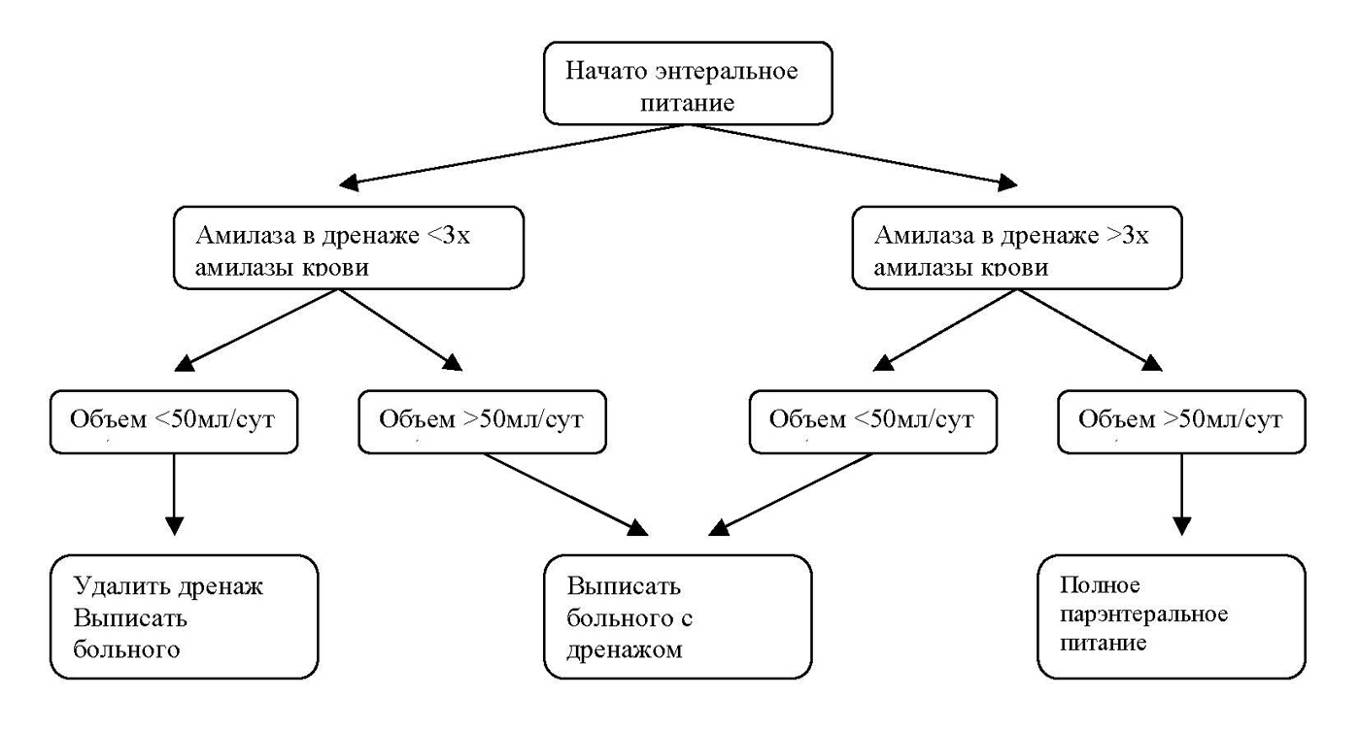 Начато энтеральное
питание
Амилаза в дренаже <3х
амилазы крови
Амилаза в дренаже >3х
амилазы крови
Объем <50мл/сут
Объем >50мл/сут
Объем <50мл/сут
Объем >50мл/сут
Удалить дренаж
Выписать
больного
Выписать
больного с
дренажом
Полное
парэнтеральное
питание